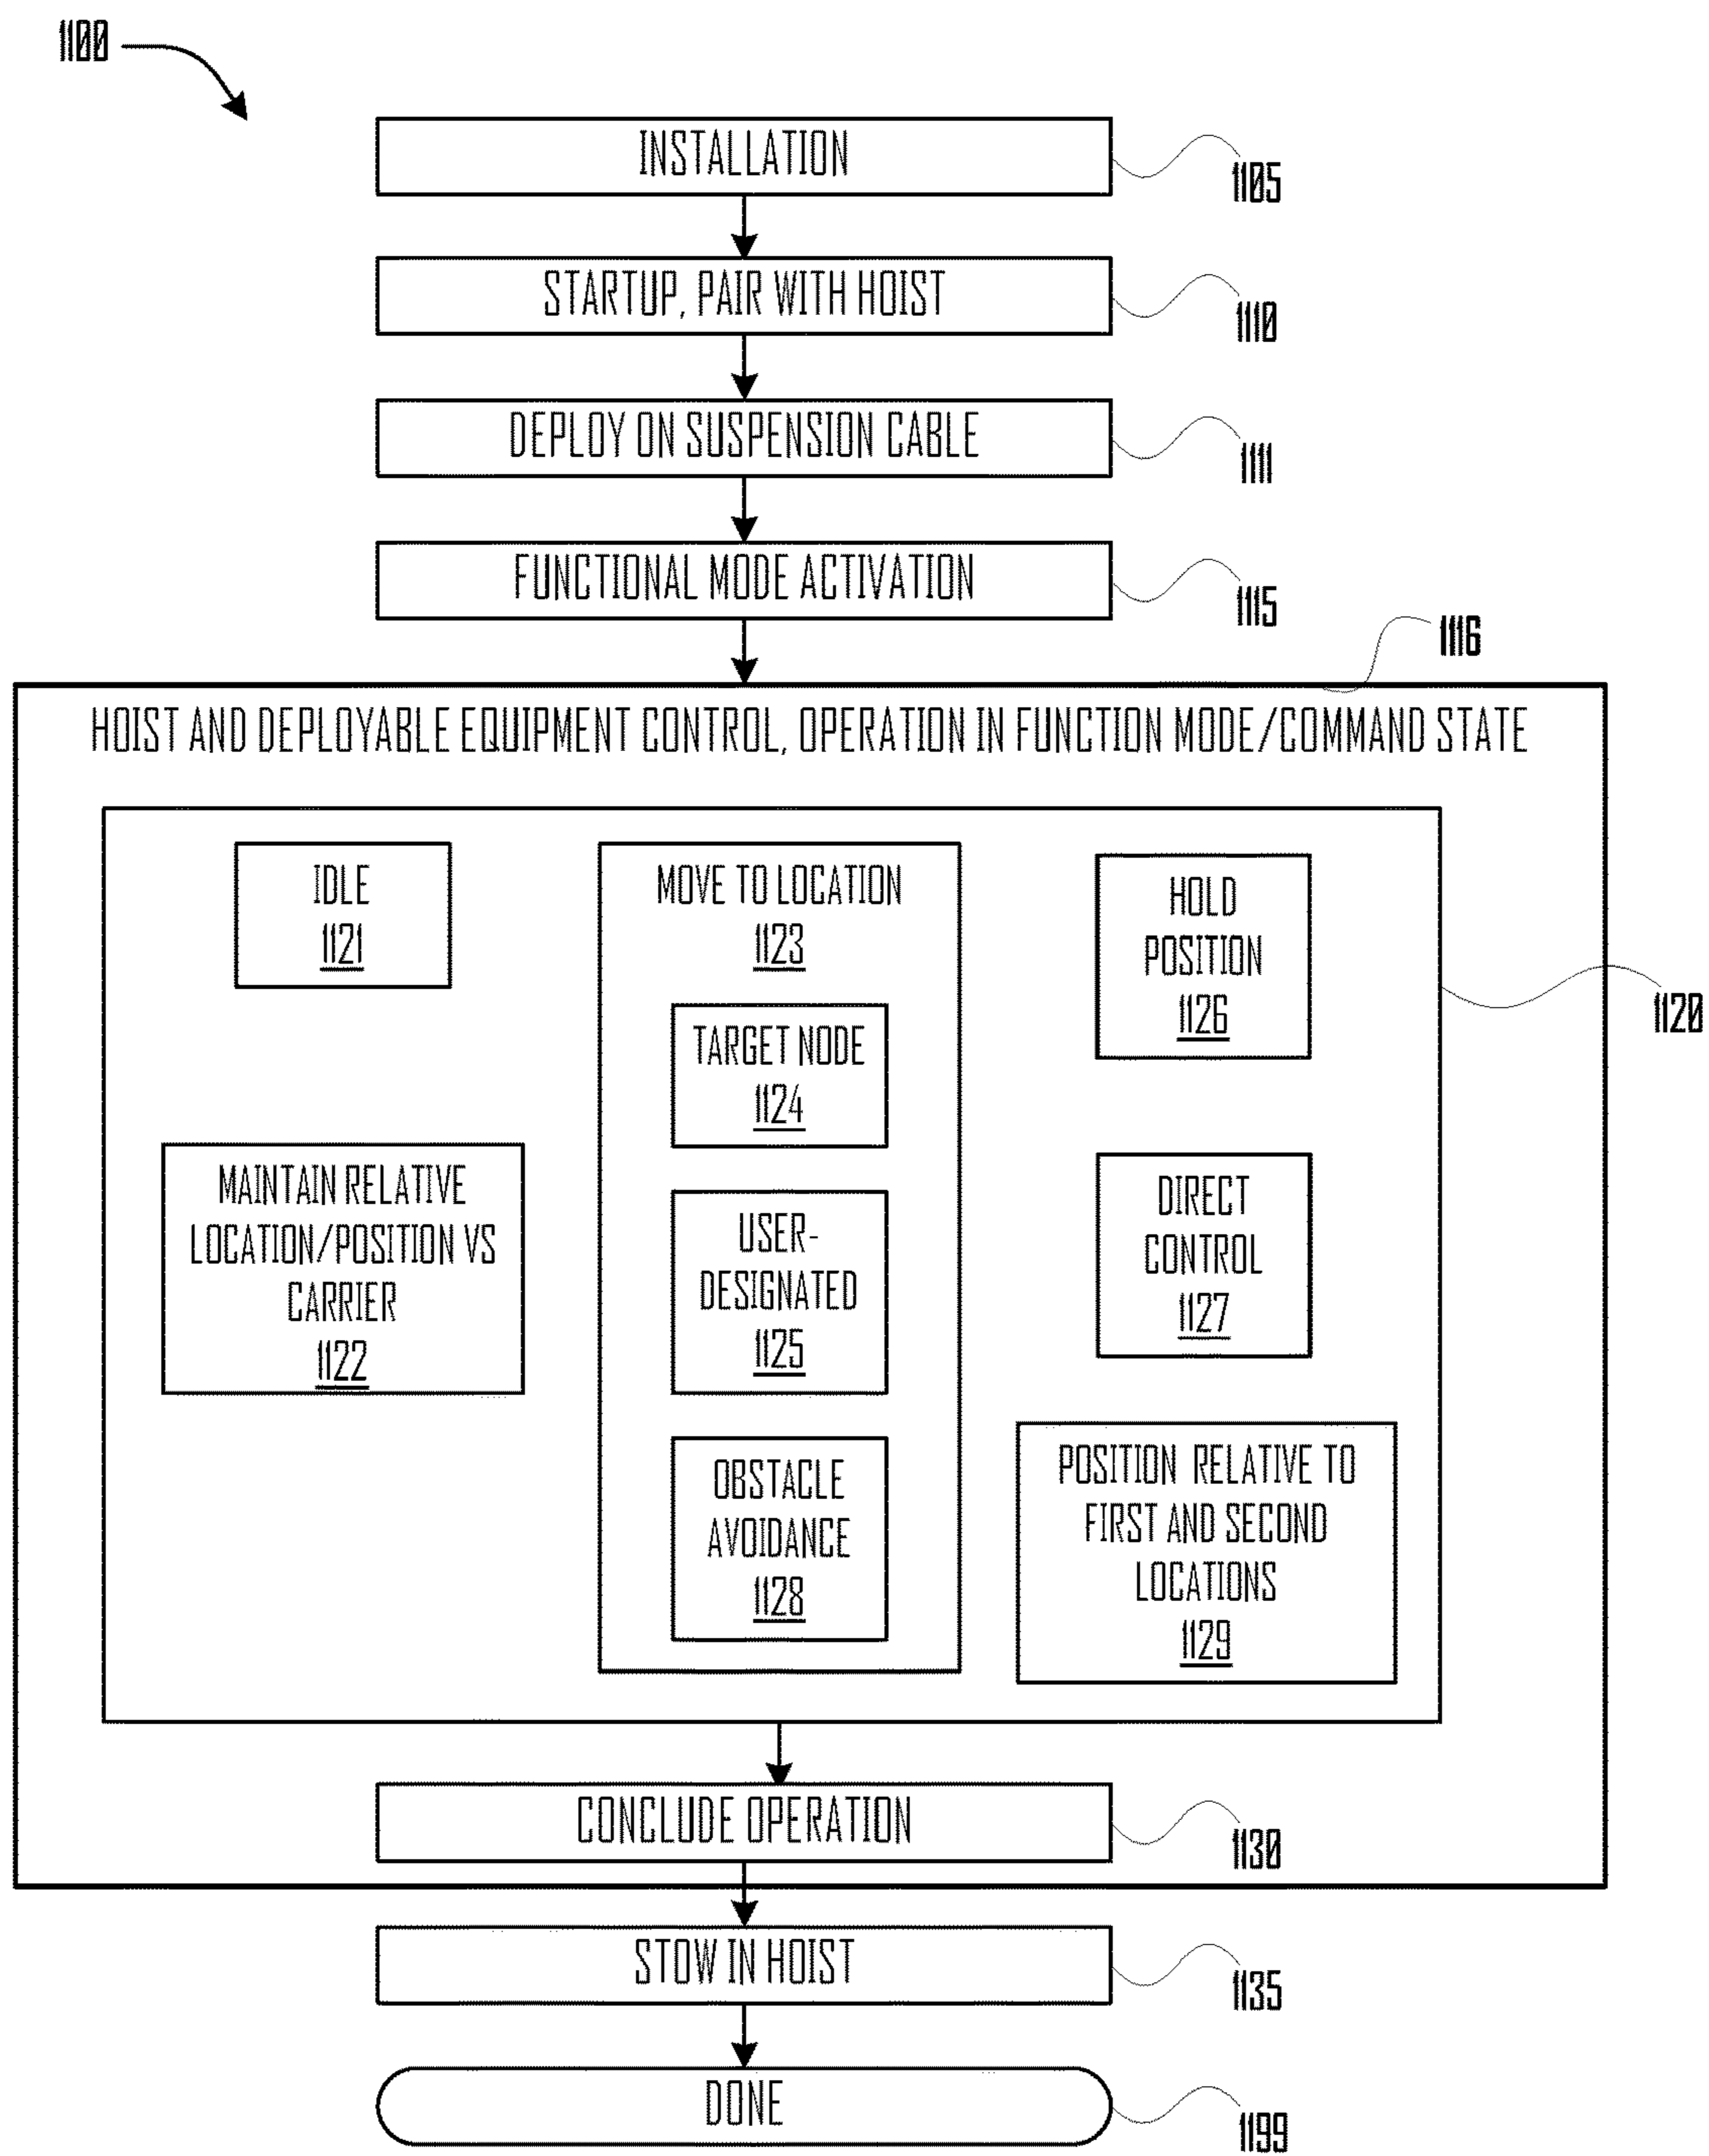 1100
INSTALLATION
1105
STARTUP, PAIR WITH HOIST
1110
DEPLOY ON SUSPENSION CABLE
1111
FUNCTIONAL MODE ACTIVATION
1115
1116
HOIST AND DEPLOYABLE EQUIPMENT CONTROL, OPERATION IN FUNCTION MODE/COMMAND STATE
IDLE
1121
MAINTAIN RELATIVE
LOCATION/POSITION VS
CARRIER
1122
MOVE TO LOCATION
1123
TARGET NODE
1124
USER-
DESIGNATED
1125
OBSTACLE
AVOIDANCE
1128
HOLD
POSITION
1126
DIRECT
CONTROL
1127
POSITION RELATIVE TO
FIRST AND SECOND
LOCATIONS
1129
1120
CONCLUDE OPERATION
1130
STOW IN HOIST
1135
DONE
1199